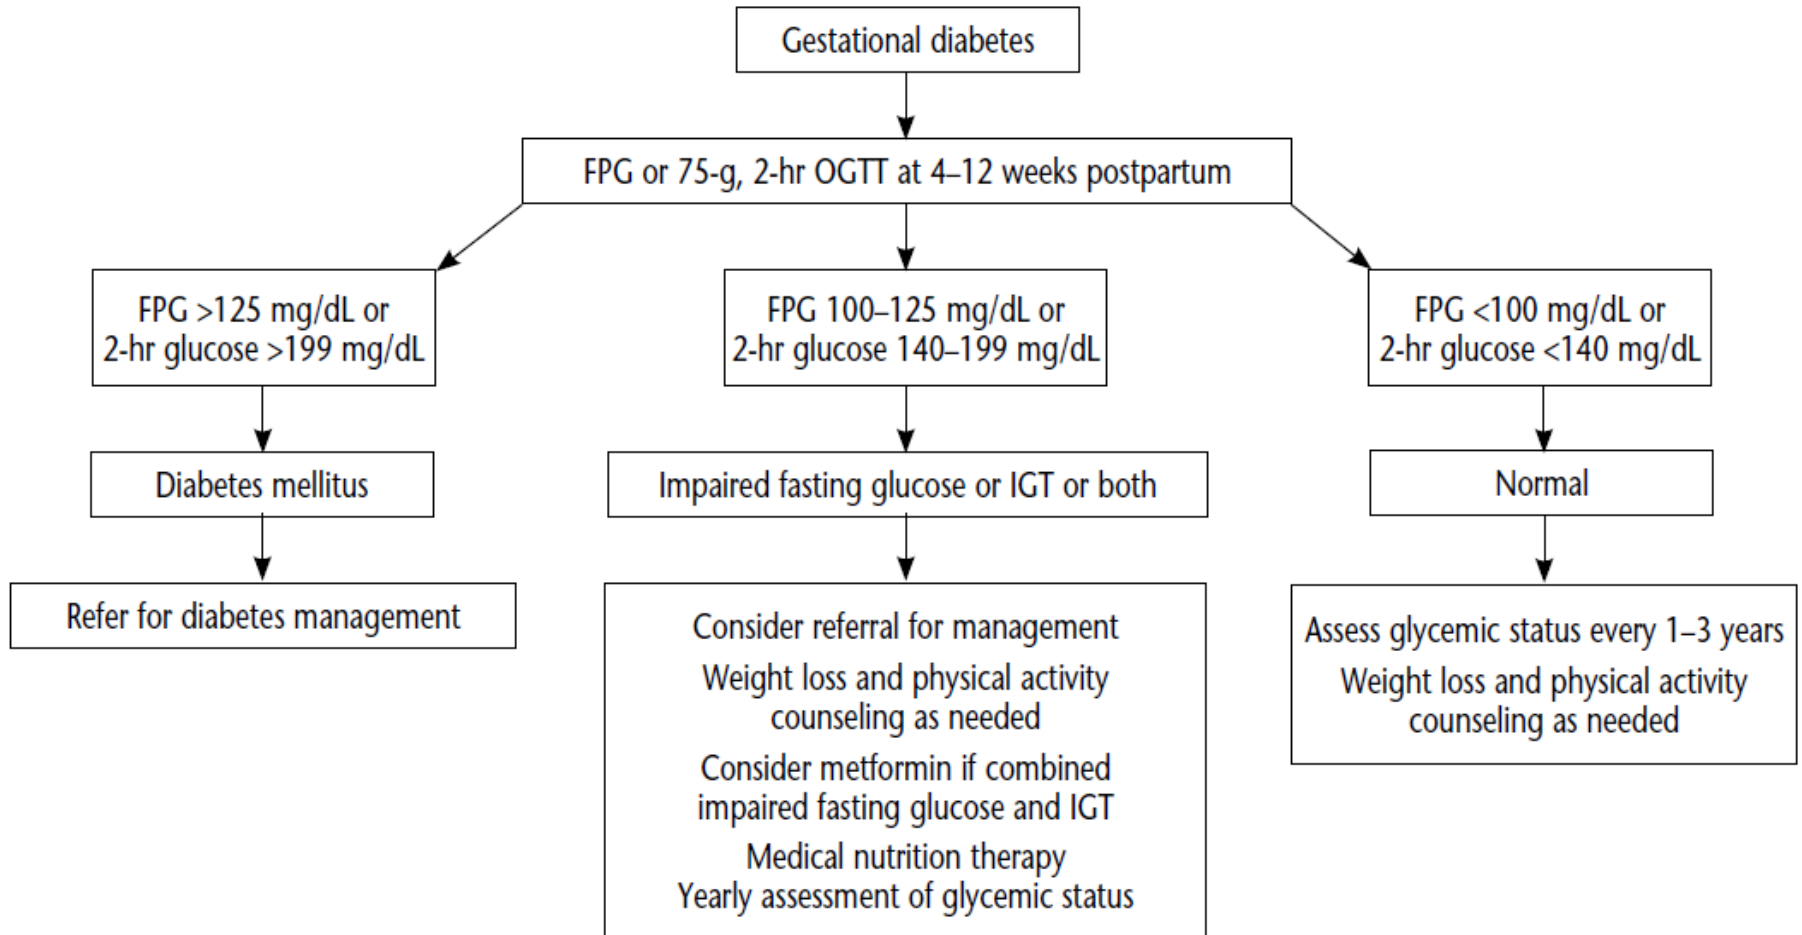 Gestational diabetes
FPG or 75-g, 2-hr OGTT at 4–12 weeks postpartum
FPG >125 mg/dL or
2-hr glucose >199 mg/dL
FPG 100–125 mg/dL or
2-hr glucose 140–199 mg/dL
FPG <100 mg/dL or
2-hr glucose <140 mg/dL
Diabetes mellitus
Impaired fasting glucose or IGT or both
Normal
Refer for diabetes management
Consider referral for management
Weight loss and physical activity
counseling as needed
Consider metformin if combined
impaired fasting glucose and IGT
Medical nutrition therapy
Yearly assessment of glycemic status
Assess glycemic status every 1–3 years
Weight loss and physical activity
counseling as needed